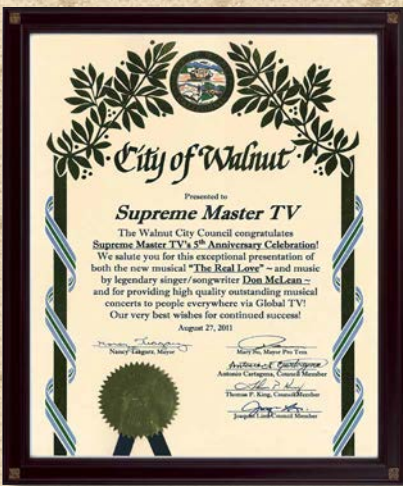 City of Walnut
Presented to
Supreme Master TV
The Walnut City Council congratulates
Supreme Master TV's 5th Anniversary Celebration!
We salute you for this exceptional presentation of
both the new musical "The Real Love" ~ and music
by legendary singer/songwriter Don McLean ~
and for providing high quality outstanding musical
concerts to people everywhere via Global TV!
Our very best wishes for continued success!
August 27, 2011
Nancy Tragarz, Mayor
Mary Su, Mayor Pro Tem
Antonio Cartagena, Council Member
Thomas P. King, Council Member
Joaquin Lim, Council Member